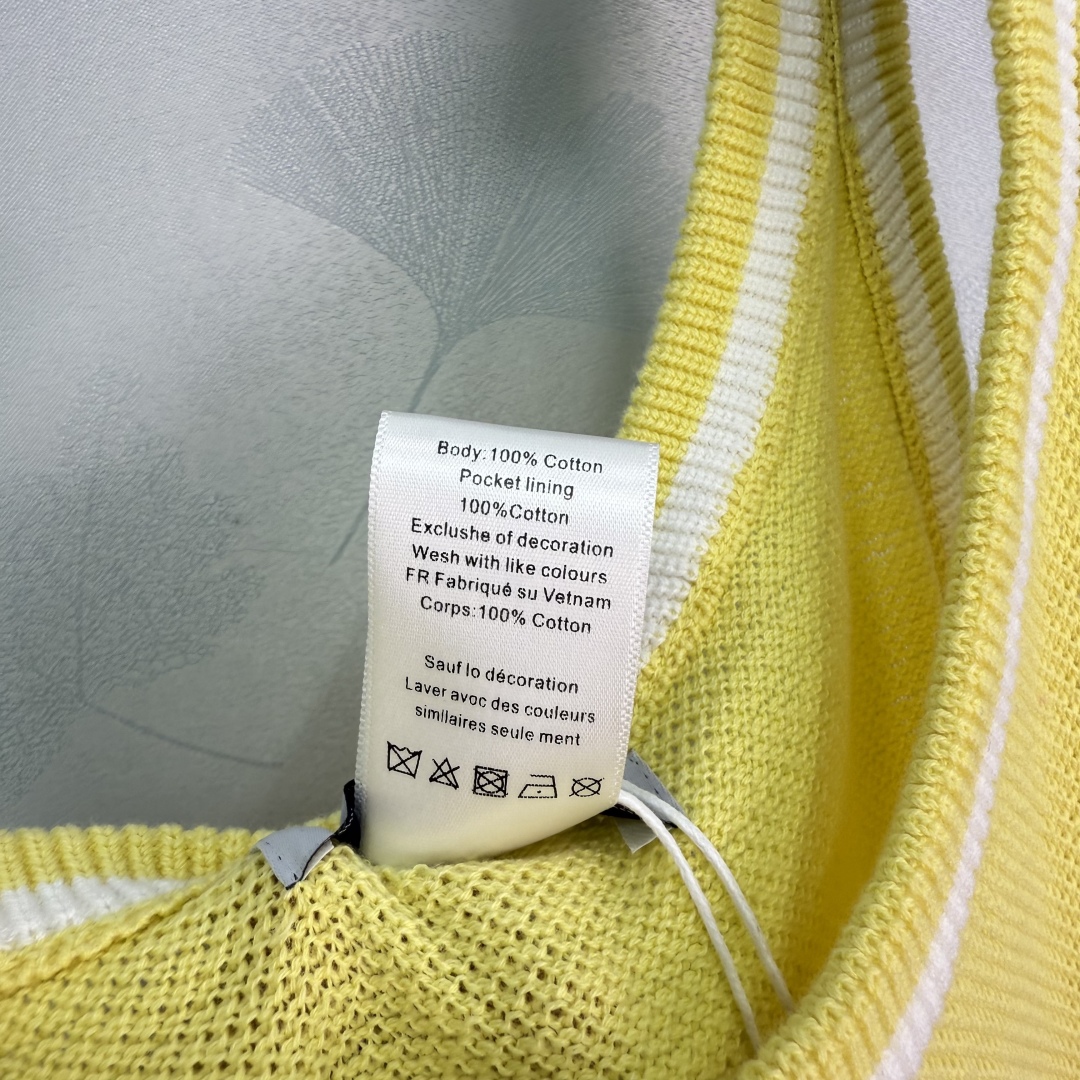 Body:100% Cotton
Pocket lining
100%Cotton
Exclushe of decoration
Wesh with like colours
FR Fabriqué su Vetnam
Corps:100% Cotton
Sauf lo décoration
Laver avoc des couleurs
similaires seule ment